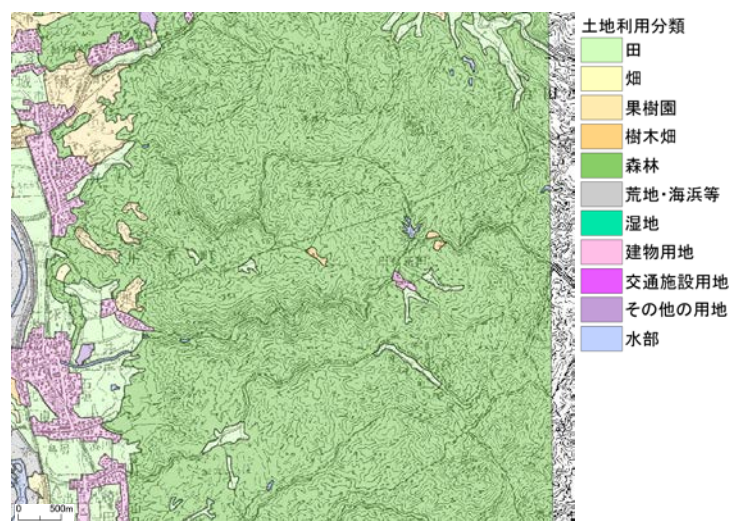 土地利用分類
田
畑
果樹園
樹木畑
森林
荒地・海浜等
湿地
建物用地
交通施設用地
その他の用地
水部
0 500m